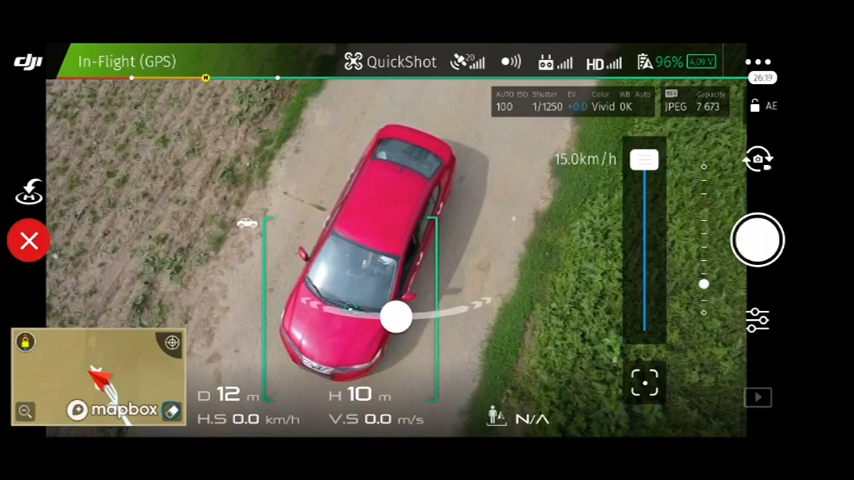 dji In-Flight (GPS) QuickShot 20 HD 96% 4.09 V
26:19
AUTO ISO Shutter EV Color WB Auto JPEG Capacity
100 1/1250 +0.0 Vivid 0K 7 673 AE
15.0km/h
H
mapbox
D 12 m H 10 m
H.S 0.0 km/h V.S 0.0 m/s N/A